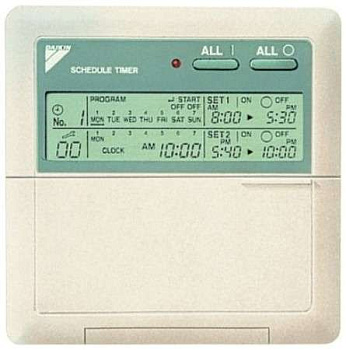 DAIKIN
ALL | ALL ○
SCHEDULE TIMER
PROGRAM ↵ START SET1 | ON ○ OFF
OFF OFF AM PM
No. 1 1 2 3 4 5 6 7 8:00 ▶ 5:30
MON TUE WED THU FRI SAT SUN
1 2 3 4 5 6 7 SET2 | ON ○ OFF
MON PM PM
00 CLOCK AM 10:00 5:40 ▶ 10:00